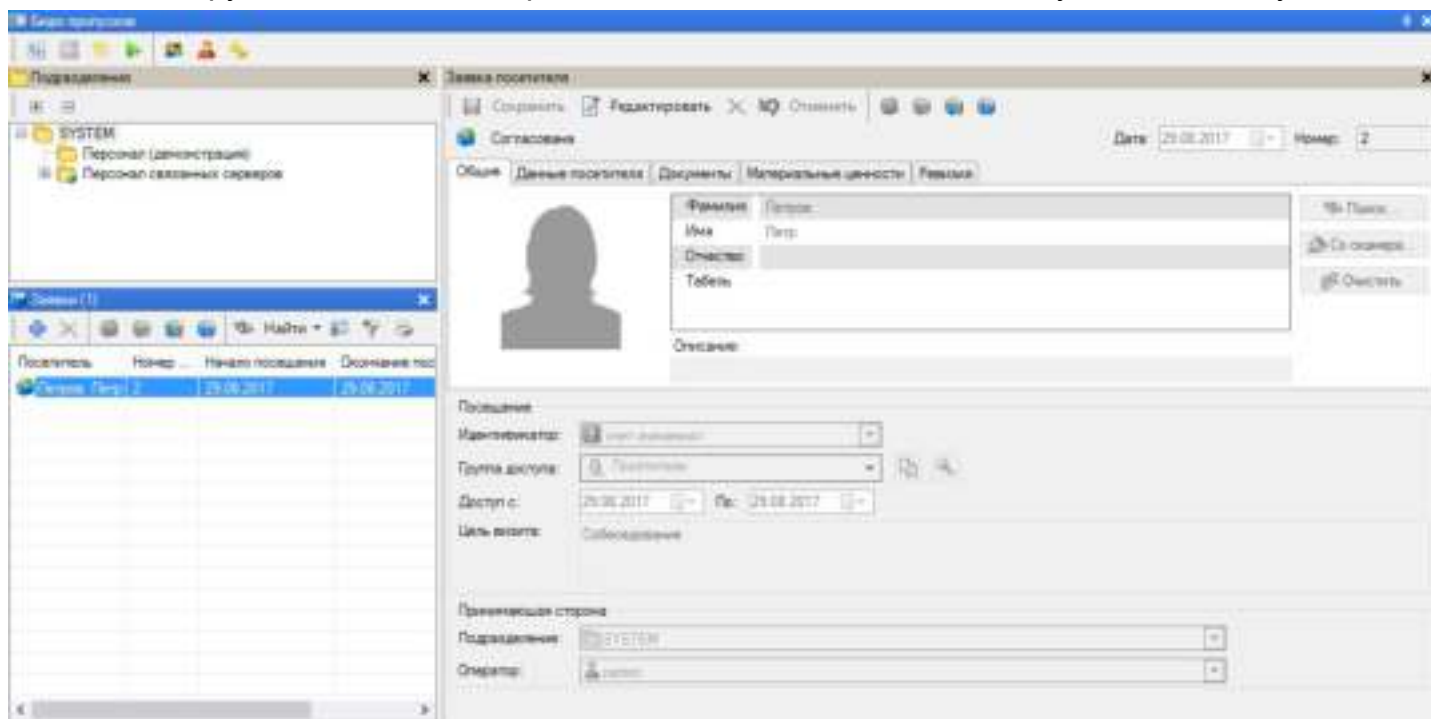 Бюро пропусков
Подразделения
SYSTEM
Персонал (демонстрация)
Персонал связанных серверов
Заявки (1)
Найти
Посетитель Номер ... Начало посещения Окончание пос
Петров Петр 2 29.08.2017 29.08.2017
Заявка посетителя
Сохранить Редактировать Отменить
Согласована Дата 29.08.2017 Номер: 2
Общие Данные посетителя Документы Материальные ценности Ревизия
Фамилия Петров Поиск...
Имя Петр
Отчество Со сканера...
Табель Очистить
Описание
Посещение
Идентификатор:
Группа доступа: Посетители
Доступ с: 29.08.2017 По: 29.08.2017
Цель визита: Собеседование
Принимающая сторона
Подразделение: SYSTEM
Оператор: